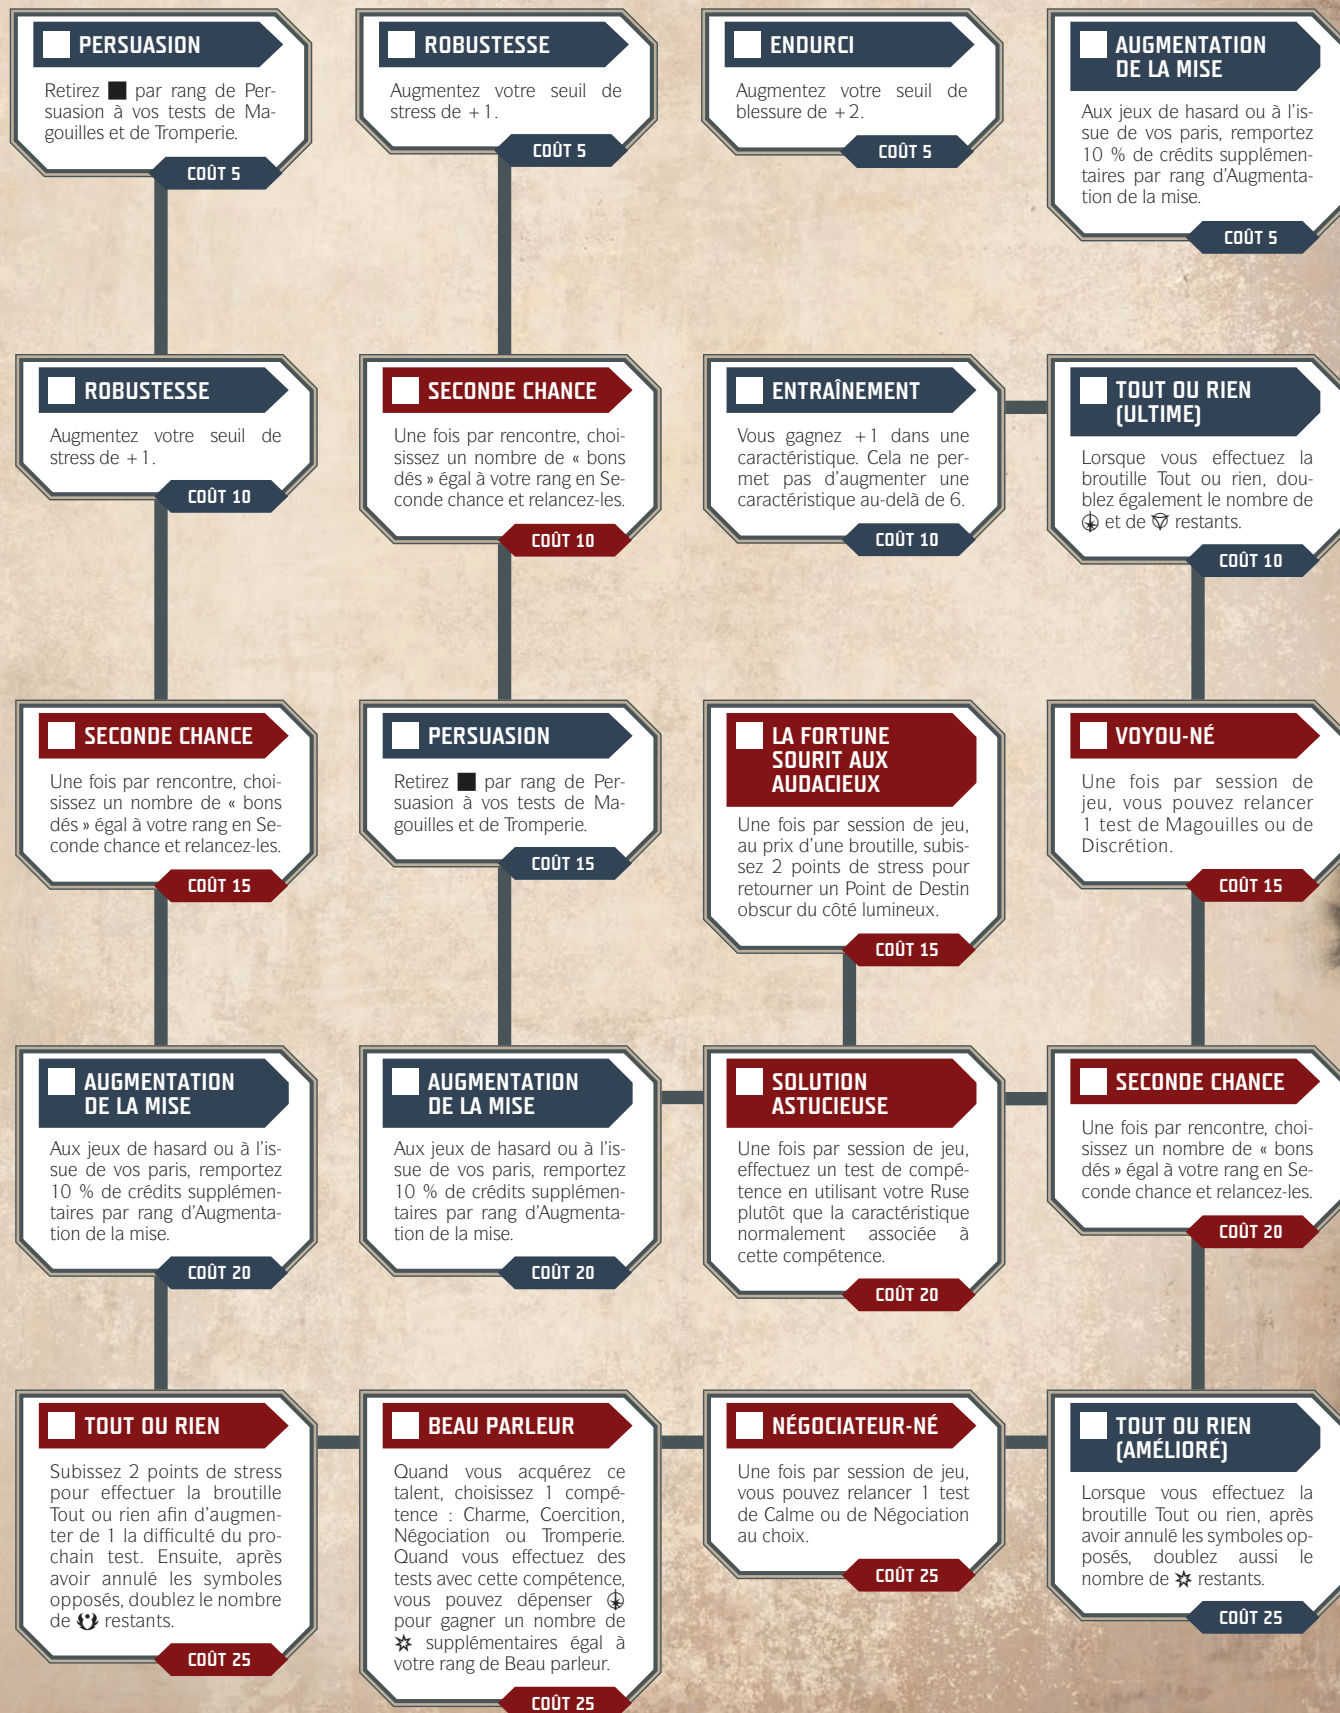 PERSUASION
Retirez par rang de Per-
suasion à vos tests de Ma-
gouilles et de Tromperie.
COÛT 5
ROBUSTESSE
Augmentez votre seuil de
stress de +1.
COÛT 5
ENDURCI
Augmentez votre seuil de
blessure de +2.
COÛT 5
AUGMENTATION
DE LA MISE
Aux jeux de hasard ou à l'is-
sue de vos paris, remportez
10 % de crédits supplémen-
taires par rang d'Augmenta-
tion de la mise.
COÛT 5
ROBUSTESSE
Augmentez votre seuil de
stress de +1.
COÛT 10
SECONDE CHANCE
Une fois par rencontre, choi-
sissez un nombre de « bons
dés » égal à votre rang en Se-
conde chance et relancez-les.
COÛT 10
ENTRAÎNEMENT
Vous gagnez +1 dans une
caractéristique. Cela ne per-
met pas d'augmenter une
caractéristique au-delà de 6.
COÛT 10
TOUT OU RIEN
(ULTIME)
Lorsque vous effectuez la
broutille Tout ou rien, dou-
blez également le nombre de
et de restants.
COÛT 10
SECONDE CHANCE
Une fois par rencontre, choi-
sissez un nombre de « bons
dés » égal à votre rang en Se-
conde chance et relancez-les.
COÛT 15
PERSUASION
Retirez par rang de Per-
suasion à vos tests de Ma-
gouilles et de Tromperie.
COÛT 15
LA FORTUNE
SOURIT AUX
AUDACIEUX
Une fois par session de jeu,
au prix d'une broutille, subis-
sez 2 points de stress pour
retourner un Point de Destin
obscur du côté lumineux.
COÛT 15
VOYOU-NÉ
Une fois par session de
jeu, vous pouvez relancer
1 test de Magouilles ou de
Discrétion.
COÛT 15
AUGMENTATION
DE LA MISE
Aux jeux de hasard ou à l'is-
sue de vos paris, remportez
10 % de crédits supplémen-
taires par rang d'Augmenta-
tion de la mise.
COÛT 20
AUGMENTATION
DE LA MISE
Aux jeux de hasard ou à l'is-
sue de vos paris, remportez
10 % de crédits supplémen-
taires par rang d'Augmenta-
tion de la mise.
COÛT 20
SOLUTION
ASTUCIEUSE
Une fois par session de jeu,
effectuez un test de compé-
tence en utilisant votre Ruse
plutôt que la caractéristique
normalement associée à
cette compétence.
COÛT 20
SECONDE CHANCE
Une fois par rencontre, choi-
sissez un nombre de « bons
dés » égal à votre rang en Se-
conde chance et relancez-les.
COÛT 20
TOUT OU RIEN
Subissez 2 points de stress
pour effectuer la broutille
Tout ou rien afin d'augmen-
ter de 1 la difficulté du pro-
chain test. Ensuite, après
avoir annulé les symboles
opposés, doublez le nombre
de restants.
COÛT 25
BEAU PARLEUR
Quand vous acquérez ce
talent, choisissez 1 compé-
tence : Charme, Coercition,
Négociation ou Tromperie.
Quand vous effectuez des
tests avec cette compétence,
vous pouvez dépenser
pour gagner un nombre de
supplémentaires égal à
votre rang de Beau parleur.
COÛT 25
NÉGOCIATEUR-NÉ
Une fois par session de jeu,
vous pouvez relancer 1 test
de Calme ou de Négociation
au choix.
COÛT 25
TOUT OU RIEN
(AMÉLIORÉ)
Lorsque vous effectuez la
broutille Tout ou rien, après
avoir annulé les symboles op-
posés, doublez aussi le
nombre de restants.
COÛT 25